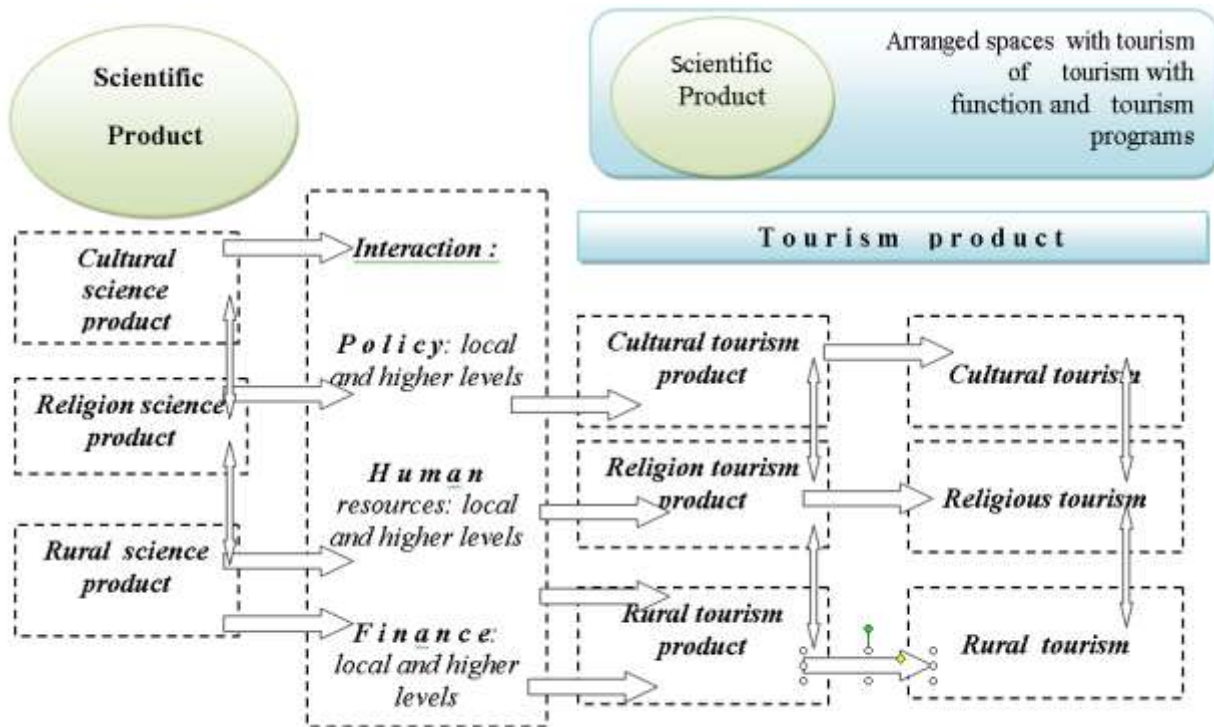 Scientific
Product
Scientific
Product
Arranged spaces with tourism
of tourism with
function and tourism
programs
Tourism product
Cultural
science
product
Religion science
product
Rural science
product
Interaction :
Policy: local
and higher levels
Human
resources: local
and higher levels
Finance:
local and higher
levels
Cultural tourism
product
Religion tourism
product
Rural tourism
product
Cultural tourism
Religious tourism
Rural tourism